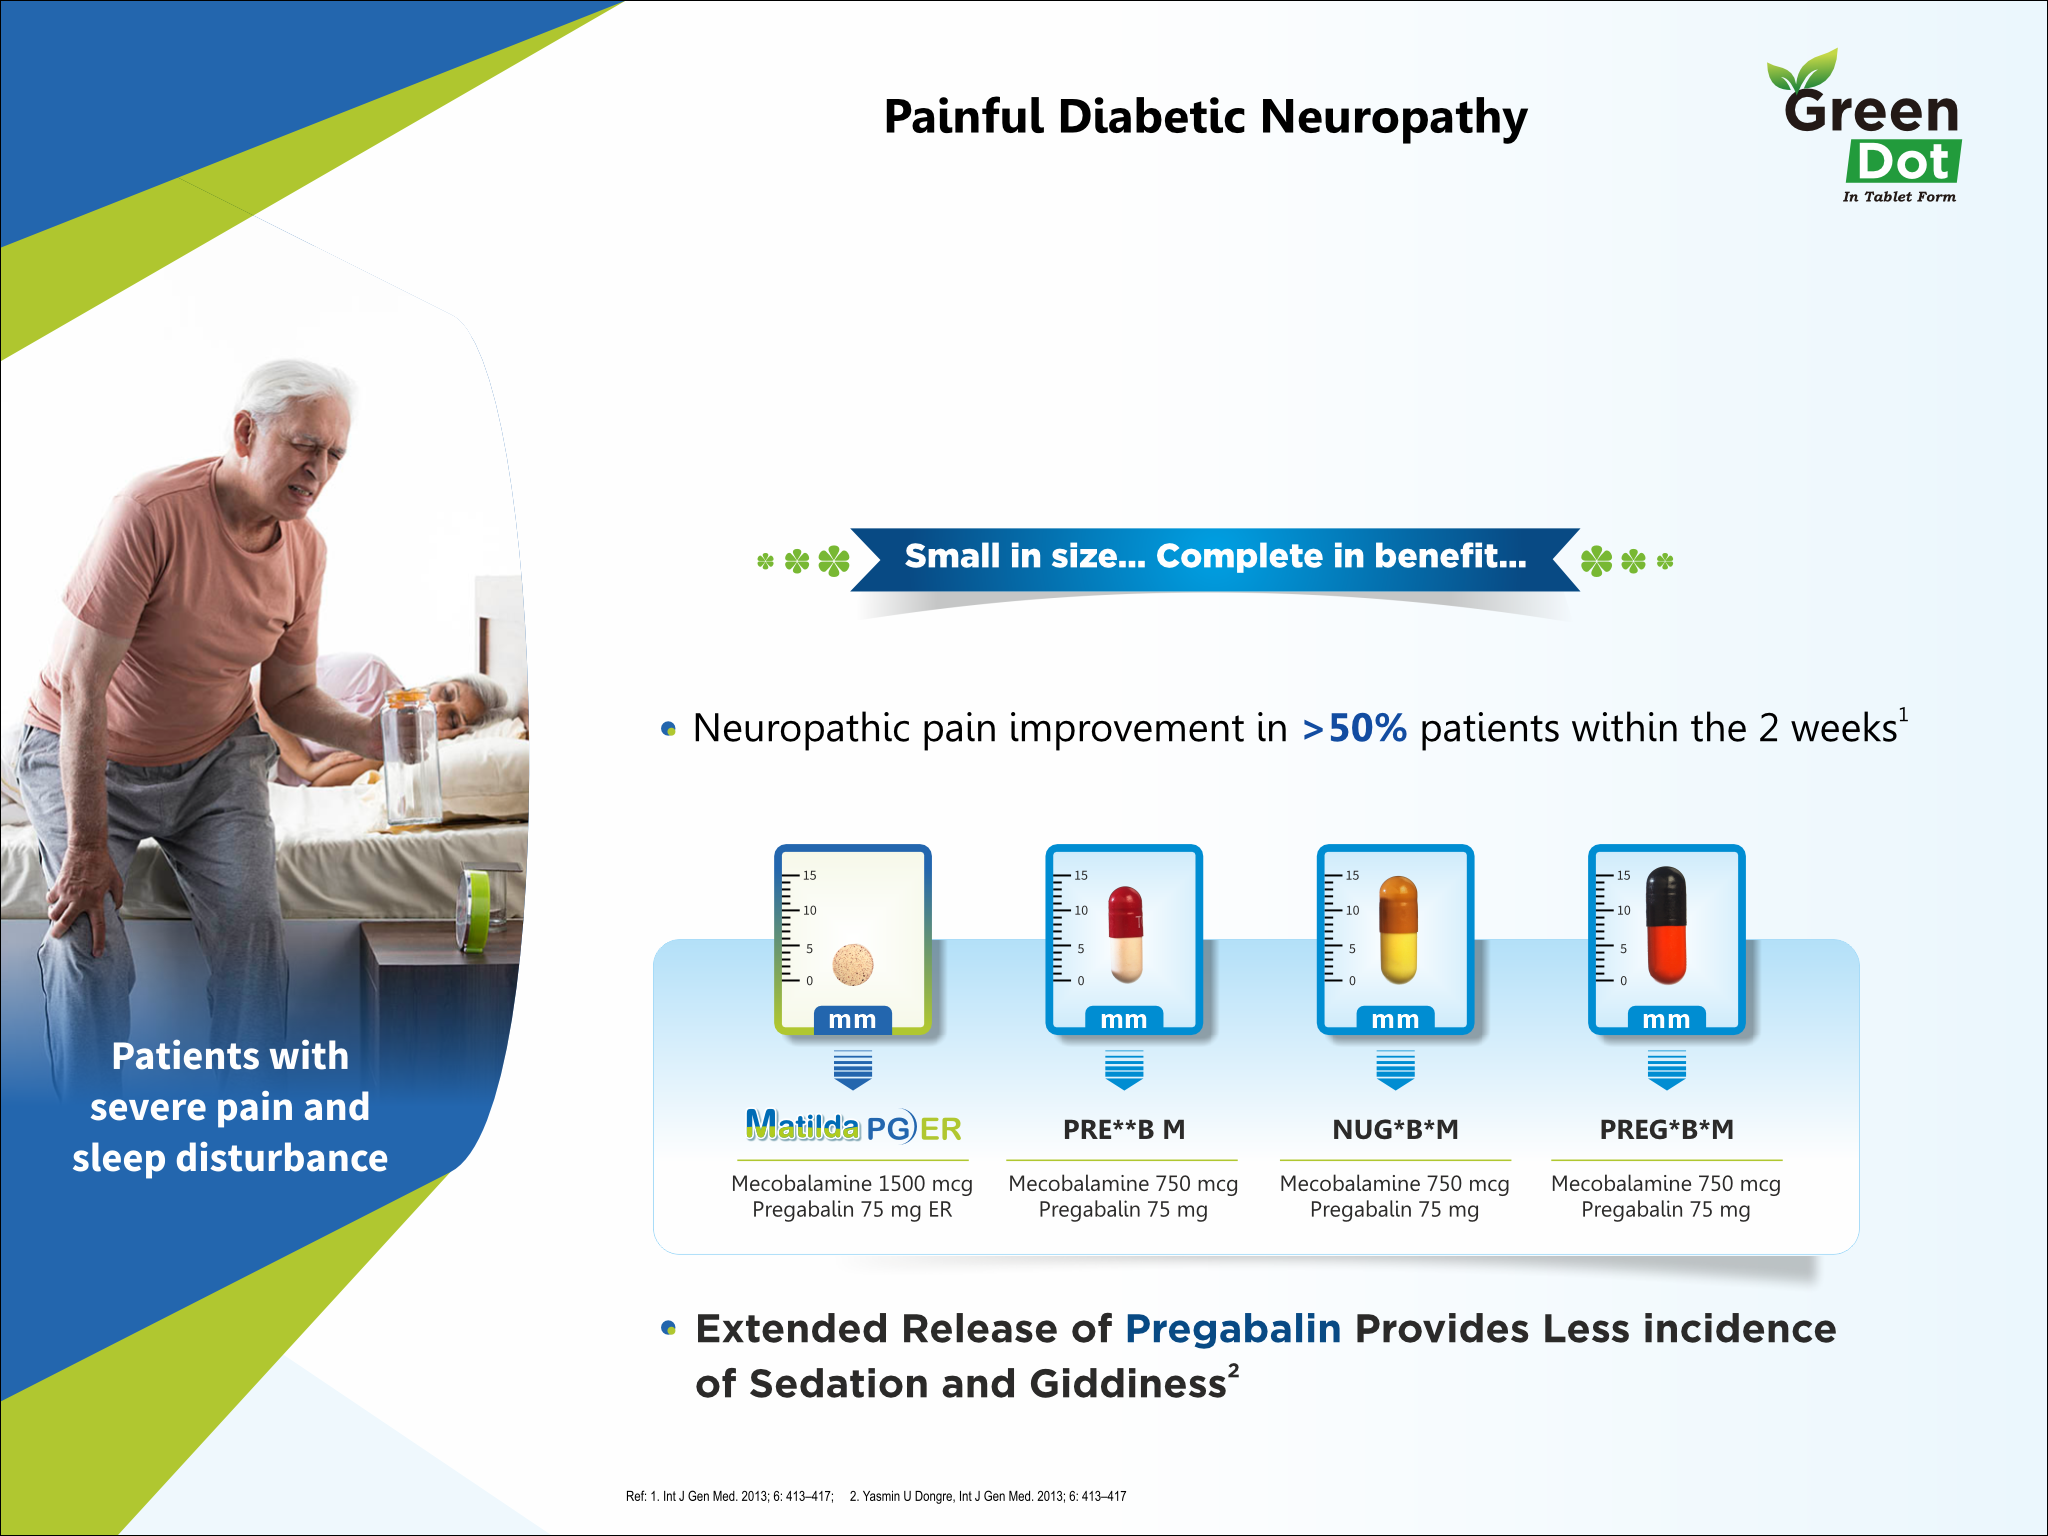 Painful Diabetic Neuropathy
Green
Dot
In Tablet Form
Small in size... Complete in benefit...
Neuropathic pain improvement in >50% patients within the 2 weeks¹
15
10
5
0
mm
15
10
5
0
mm
15
10
5
0
mm
15
10
5
0
mm
Matilda PG ER
PRE**B M
NUG*B*M
PREG*B*M
Mecobalamine 1500 mcg
Pregabalin 75 mg ER
Mecobalamine 750 mcg
Pregabalin 75 mg
Mecobalamine 750 mcg
Pregabalin 75 mg
Mecobalamine 750 mcg
Pregabalin 75 mg
Patients with
severe pain and
sleep disturbance
Extended Release of Pregabalin Provides Less incidence
of Sedation and Giddiness²
Ref: 1. Int J Gen Med. 2013; 6: 413–417; 2. Yasmin U Dongre, Int J Gen Med. 2013; 6: 413–417